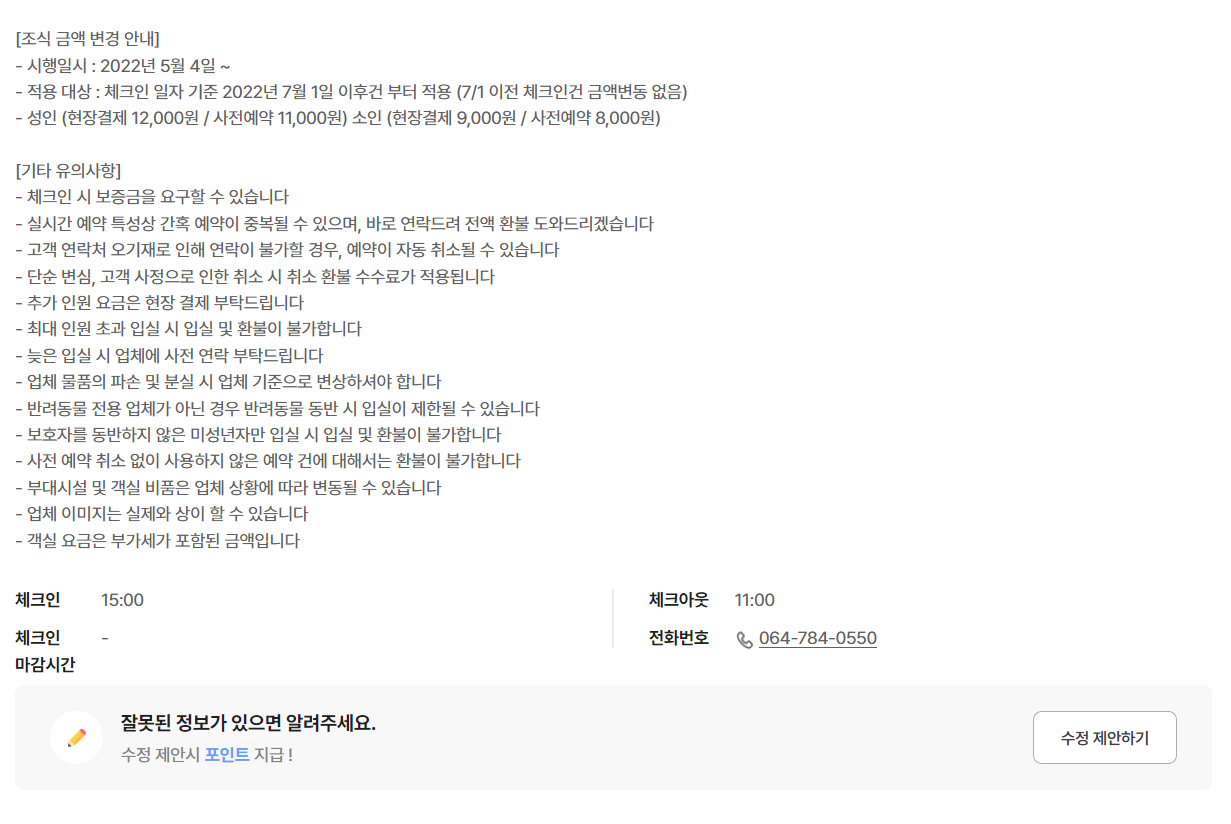 [조식 금액 변경 안내]
- 시행일시 : 2022년 5월 4일 ~
- 적용 대상 : 체크인 일자 기준 2022년 7월 1일 이후건 부터 적용 (7/1 이전 체크인건 금액변동 없음)
- 성인 (현장결제 12,000원 / 사전예약 11,000원) 소인 (현장결제 9,000원 / 사전예약 8,000원)
[기타 유의사항]
- 체크인 시 보증금을 요구할 수 있습니다
- 실시간 예약 특성상 간혹 예약이 중복될 수 있으며, 바로 연락드려 전액 환불 도와드리겠습니다
- 고객 연락처 오기재로 인해 연락이 불가할 경우, 예약이 자동 취소될 수 있습니다
- 단순 변심, 고객 사정으로 인한 취소 시 취소 환불 수수료가 적용됩니다
- 추가 인원 요금은 현장 결제 부탁드립니다
- 최대 인원 초과 입실 시 입실 및 환불이 불가합니다
- 늦은 입실 시 업체에 사전 연락 부탁드립니다
- 업체 물품의 파손 및 분실 시 업체 기준으로 변상하셔야 합니다
- 반려동물 전용 업체가 아닌 경우 반려동물 동반 시 입실이 제한될 수 있습니다
- 보호자를 동반하지 않은 미성년자만 입실 시 입실 및 환불이 불가합니다
- 사전 예약 취소 없이 사용하지 않은 예약 건에 대해서는 환불이 불가합니다
- 부대시설 및 객실 비품은 업체 상황에 따라 변동될 수 있습니다
- 업체 이미지는 실제와 상이 할 수 있습니다
- 객실 요금은 부가세가 포함된 금액입니다
체크인 15:00
체크아웃 11:00
체크인 -
마감시간
전화번호 064-784-0550
잘못된 정보가 있으면 알려주세요.
수정 제안시 포인트 지급 !
수정 제안하기